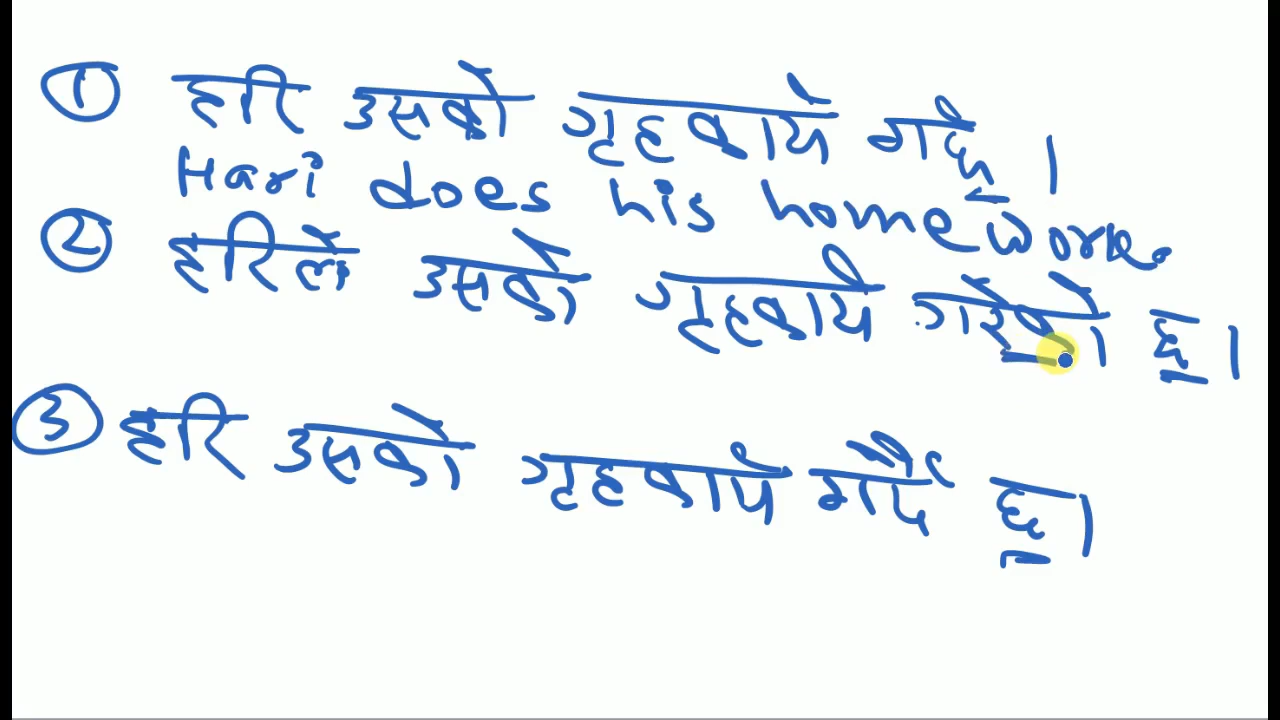 ① हरि उसको गृहकार्य गर्छ ।
Hari does his homework.
② हरिले उसको गृहकार्य गरेको छ ।
③ हरि उसको गृहकार्य गर्दै छ ।